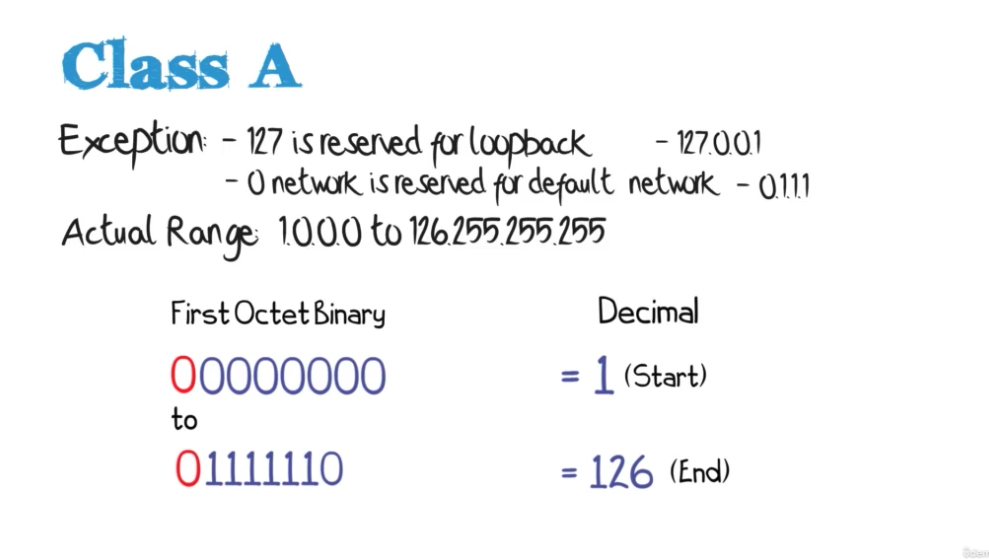 Class A
Exception: - 127 is reserved for loopback - 127.0.0.1
- 0 network is reserved for default network - 0.1.1.1
Actual Range: 1.0.0.0 to 126.255.255.255
First Octet Binary Decimal
00000000 = 1 (Start)
to
01111110 = 126 (End)